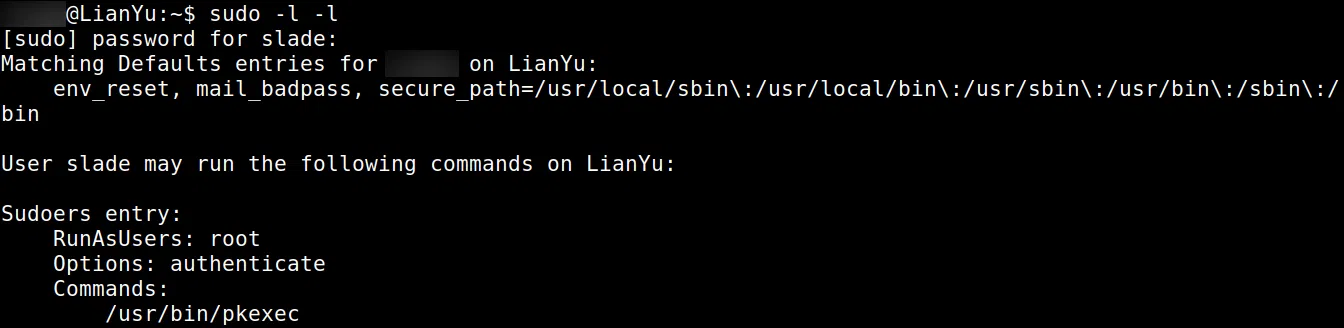 @LianYu:~$ sudo -l -l
[sudo] password for slade:
Matching Defaults entries for on LianYu:
env_reset, mail_badpass, secure_path=/usr/local/sbin\:/usr/local/bin\:/usr/sbin\:/usr/bin\:/sbin\:/
bin
User slade may run the following commands on LianYu:
Sudoers entry:
RunAsUsers: root
Options: authenticate
Commands:
/usr/bin/pkexec